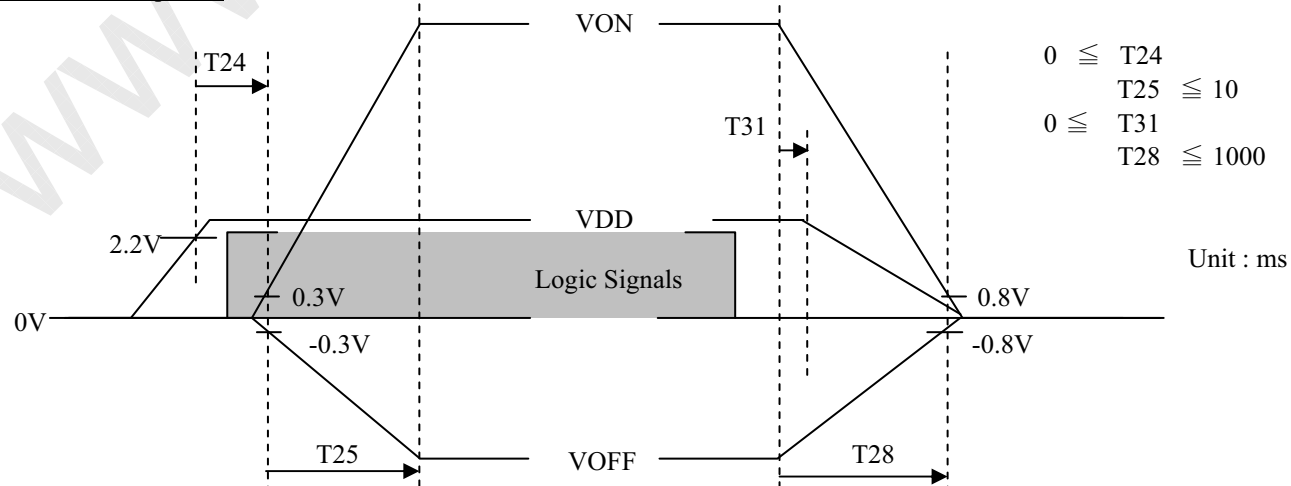 VON
T24
0 ≦ T24
T25 ≦ 10
T31
0 ≦ T31
T28 ≦ 1000
VDD
2.2V
Unit : ms
Logic Signals
0.3V
0.8V
0V
-0.3V
-0.8V
T25
VOFF
T28